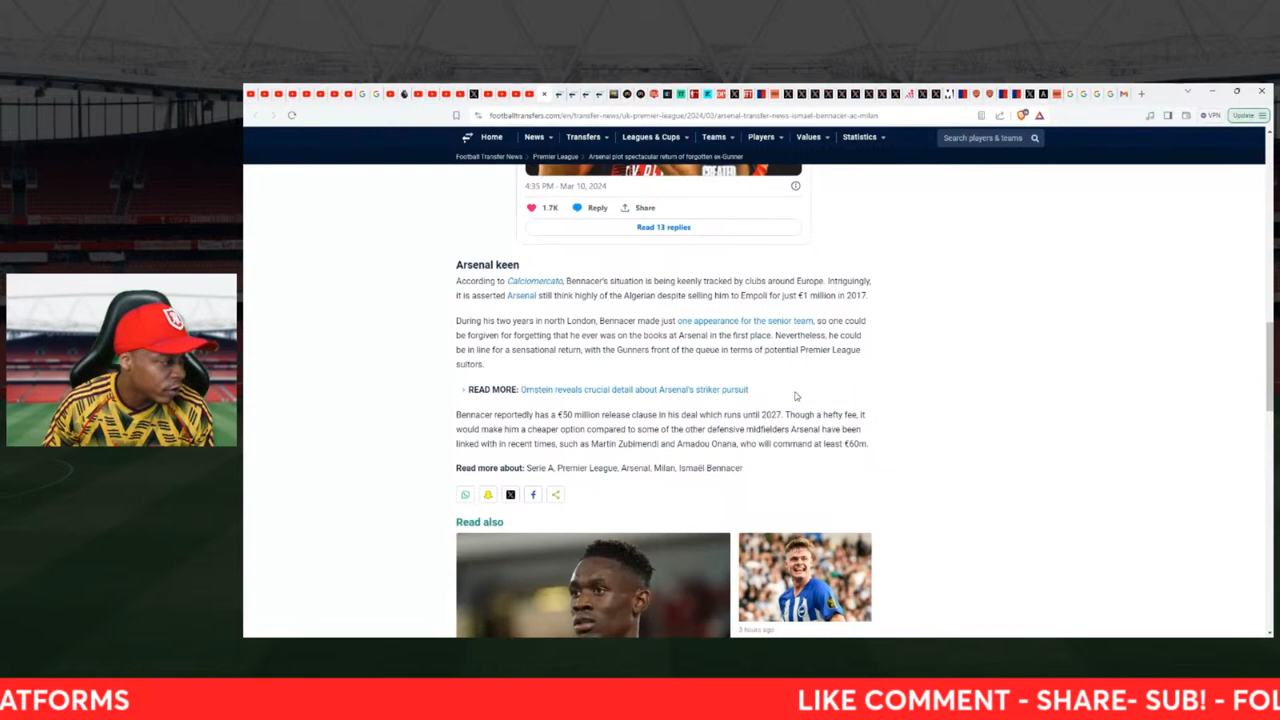 footballtransfers.com/en/transfer-news/uk-premier-league/2024/03/arsenal-transfer-news-ismael-bennacer-ac-milan
VPN
Update
Home
News
Transfers
Leagues & Cups
Teams
Players
Values
Statistics
Search players & teams
Football Transfer News > Premier League > Arsenal plot spectacular return of forgotten ex-Gunner
CREATED
4:35 PM - Mar 10, 2024
1.7K Reply Share
Read 13 replies
Arsenal keen
According to Calciomercato, Bennacer's situation is being keenly tracked by clubs around Europe. Intriguingly,
it is asserted Arsenal still think highly of the Algerian despite selling him to Empoli for just €1 million in 2017.
During his two years in north London, Bennacer made just one appearance for the senior team, so one could
be forgiven for forgetting that he ever was on the books at Arsenal in the first place. Nevertheless, he could
be in line for a sensational return, with the Gunners front of the queue in terms of potential Premier League
suitors.
› READ MORE: Ornstein reveals crucial detail about Arsenal's striker pursuit
Bennacer reportedly has a €50 million release clause in his deal which runs until 2027. Though a hefty fee, it
would make him a cheaper option compared to some of the other defensive midfielders Arsenal have been
linked with in recent times, such as Martin Zubimendi and Amadou Onana, who will command at least €60m.
Read more about: Serie A, Premier League, Arsenal, Milan, Ismaël Bennacer
Read also
3 hours ago
ATFORMS
LIKE COMMENT - SHARE- SUB! - FOL